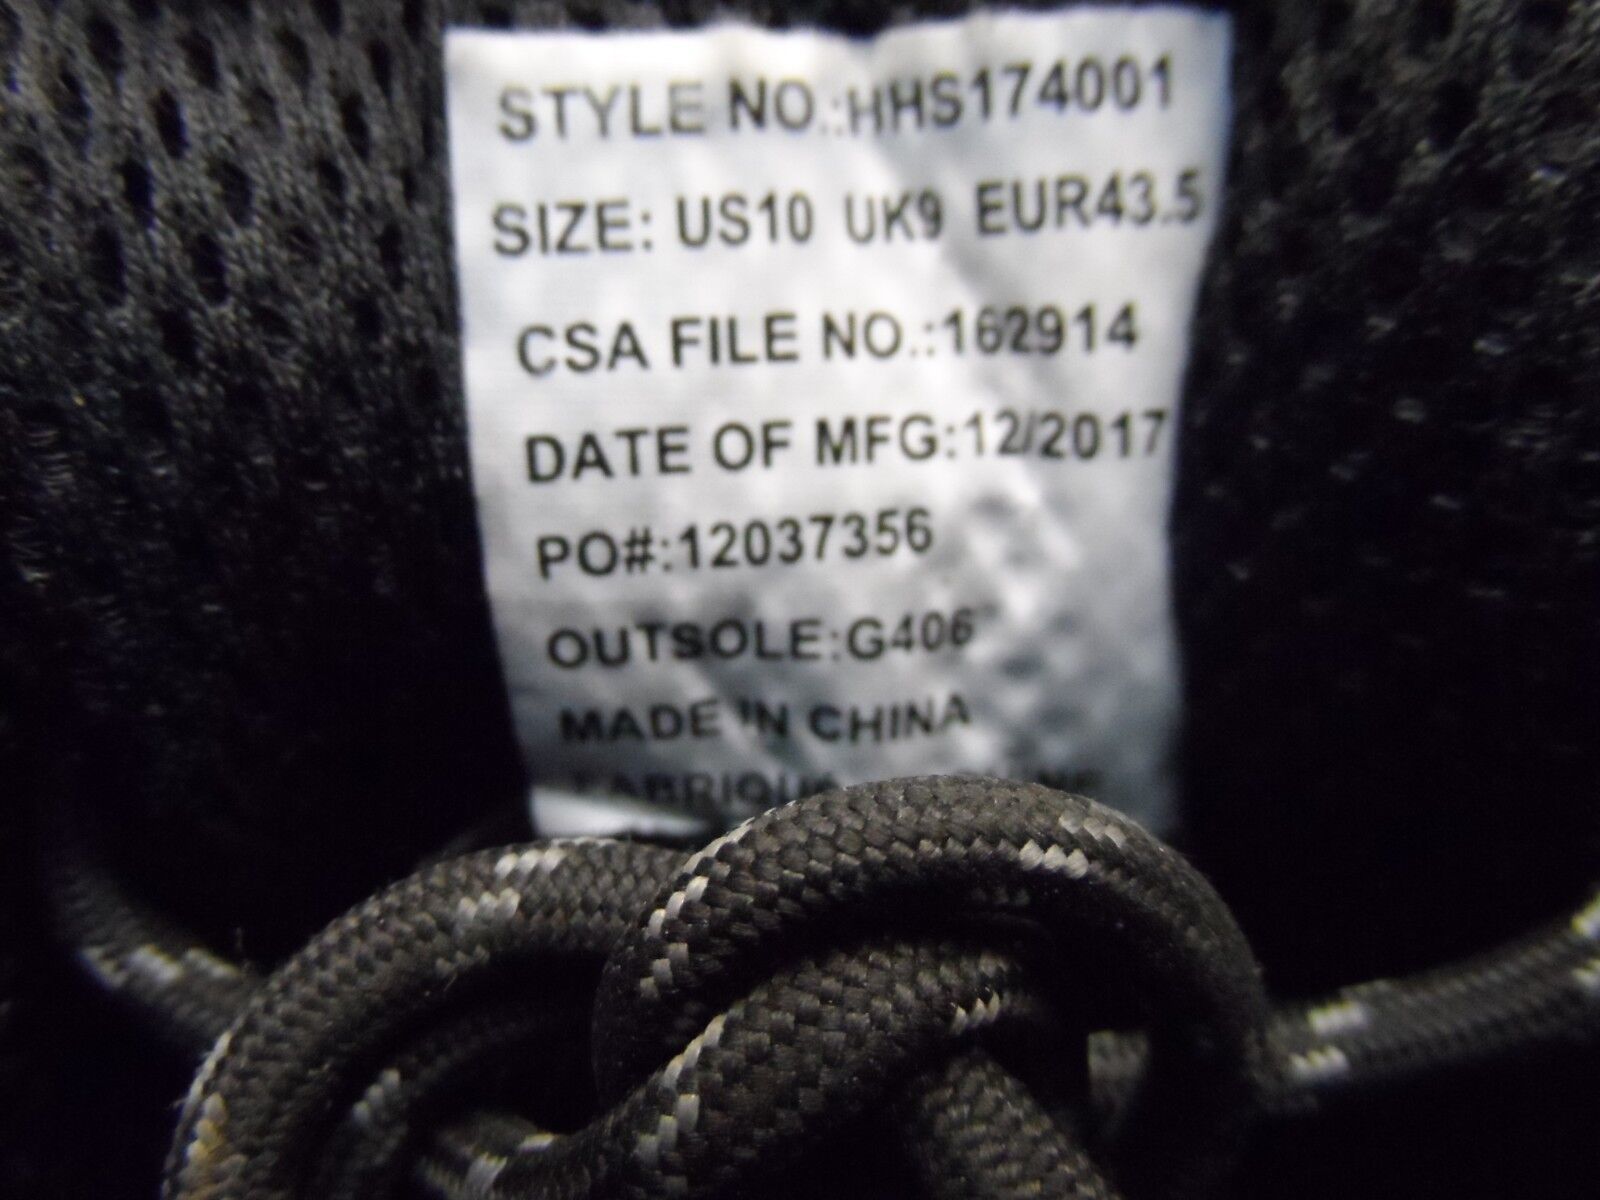 STYLE NO.:HHS174001
SIZE: US10 UK9 EUR43.5
CSA FILE NO.:162914
DATE OF MFG:12/2017
PO#:12037356
OUTSOLE:G406
MADE IN CHINA